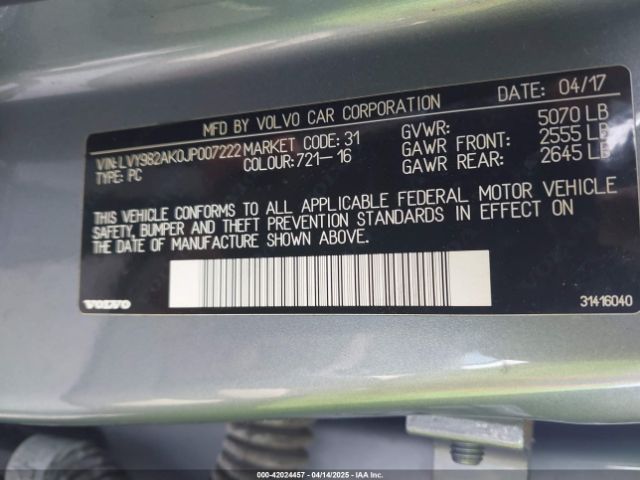 MFD BY VOLVO CAR CORPORATION DATE: 04/17
VIN:LVY982AK0JP007222 MARKET CODE: 31 GVWR: 5070 LB
TYPE: PC COLOUR:721-16 GAWR FRONT: 2555 LB
GAWR REAR: 2645 LB
THIS VEHICLE CONFORMS TO ALL APPLICABLE FEDERAL MOTOR VEHICLE
SAFETY, BUMPER AND THEFT PREVENTION STANDARDS IN EFFECT ON
THE DATE OF MANUFACTURE SHOWN ABOVE.
VOLVO 31416040
000-42024457 - 04/14/2025 - IAAI. Copart.